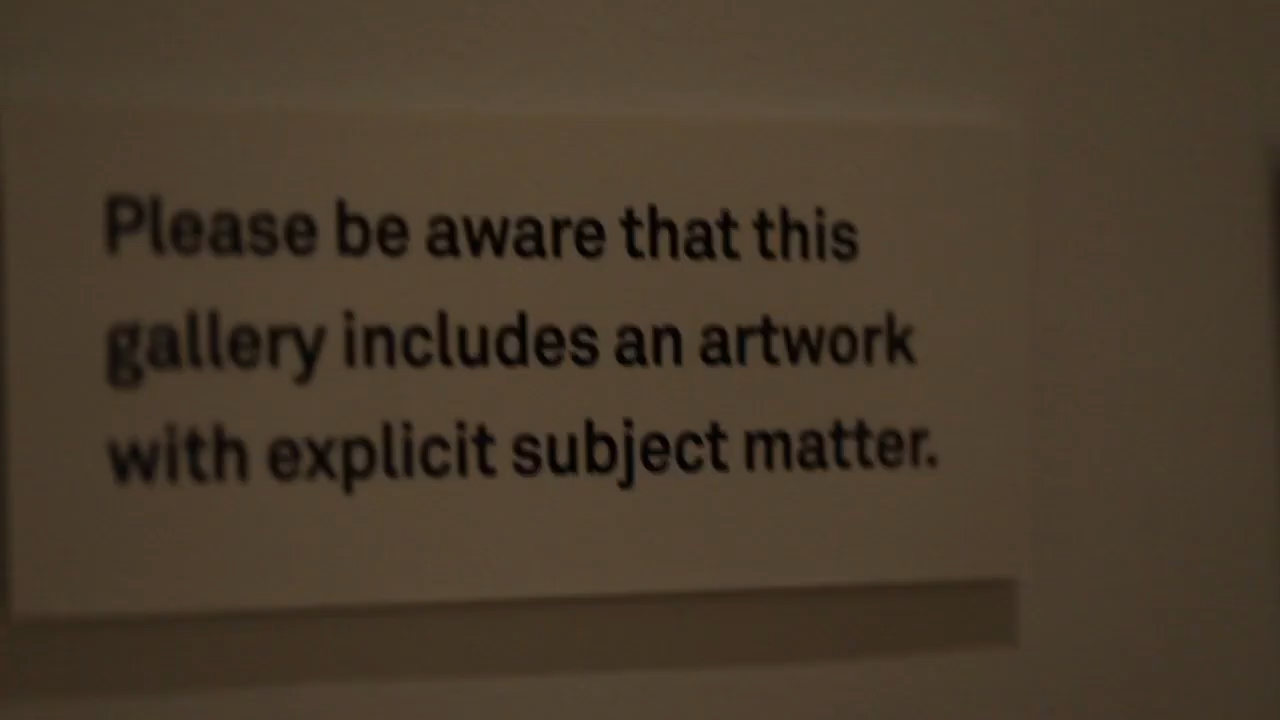 Please be aware that this
gallery includes an artwork
with explicit subject matter.